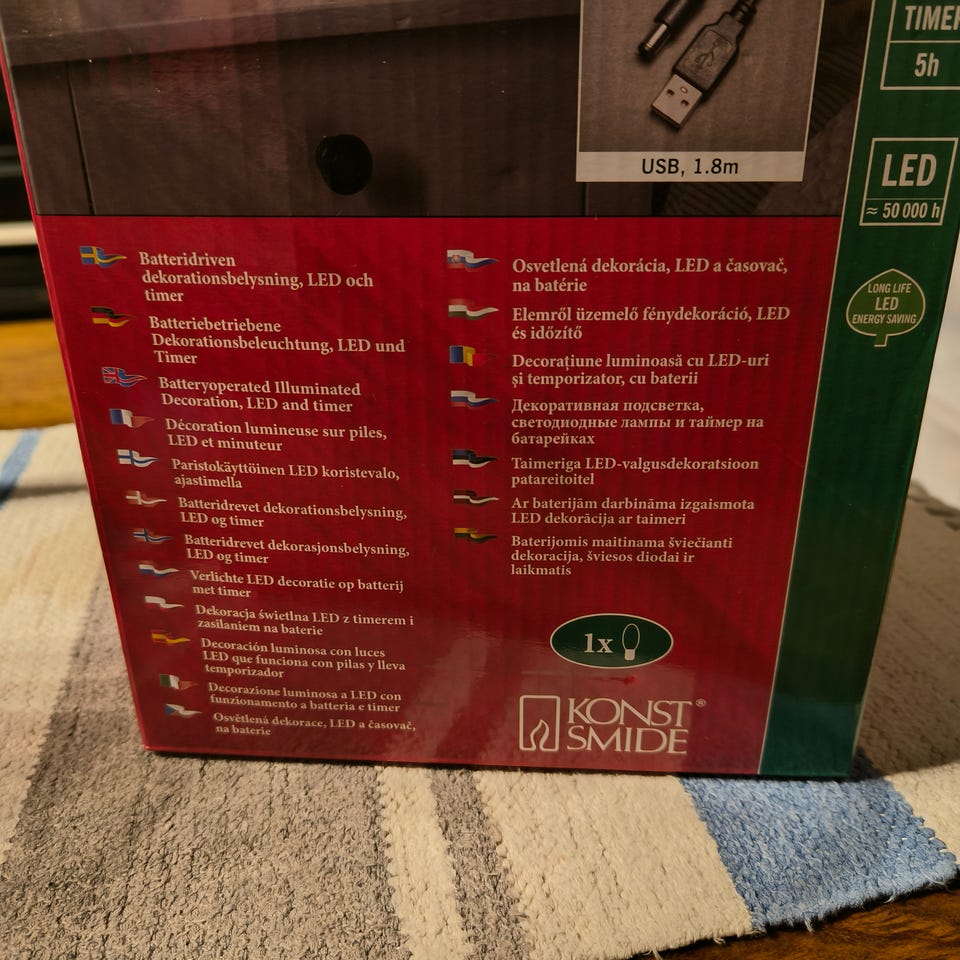 USB, 1.8m
TIMER
5h
LED
≈ 50 000 h
LONG LIFE
LED
ENERGY SAVING
Batteridriven
dekorationsbelysning, LED och
timer
Batteriebetriebene
Dekorationsbeleuchtung, LED und
Timer
Batteryoperated Illuminated
Decoration, LED and timer
Décoration lumineuse sur piles,
LED et minuteur
Paristokäyttöinen LED koristevalo,
ajastimella
Batteridrevet dekorationsbelysning,
LED og timer
Batteridrevet dekorasjonsbelysning,
LED og timer
Verlichte LED decoratie op batterij
met timer
Dekoracja świetlna LED z timerem i
zasilaniem na baterie
Decoración luminosa con luces
LED que funciona con pilas y lleva
temporizador
Decorazione luminosa a LED con
funzionamento a batteria e timer
Osvětlená dekorace, LED a časovač,
na baterie
Osvetlená dekorácia, LED a časovač,
na batérie
Elemről üzemelő fénydekoráció, LED
és időzítő
Decorațiune luminoasă cu LED-uri
și temporizator, cu baterii
Декоративная подсветка,
светодиодные лампы и таймер на
батарейках
Taimeriga LED-valgusdekoratsioon
patareitoitel
Ar baterijām darbināma izgaismota
LED dekorācija ar taimeri
Baterijomis maitinama šviečianti
dekoracija, šviesos diodai ir
laikmatis
1x
KONST®
SMIDE